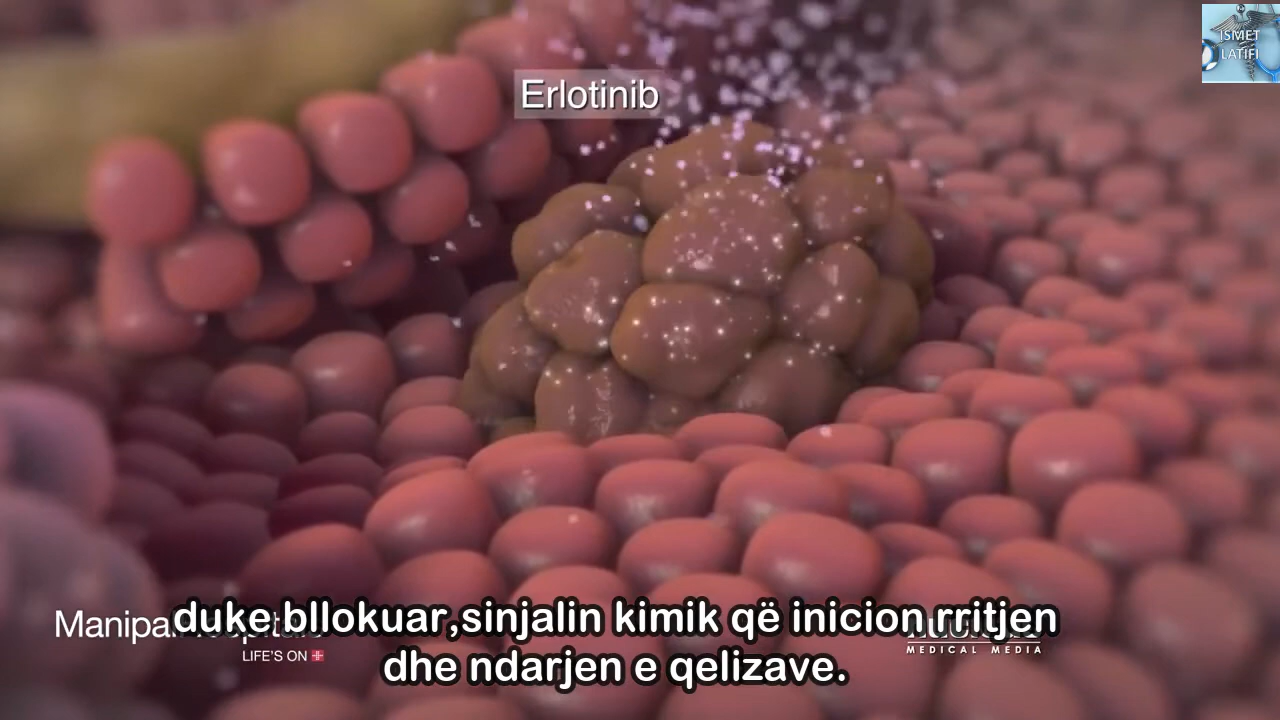 ISMET
LATIFI
Erlotinib
duke bllokuar,sinjalin kimik që inicion rritjen
dhe ndarjen e qelizave.
LIFE'S ON
MEDICAL MEDIA